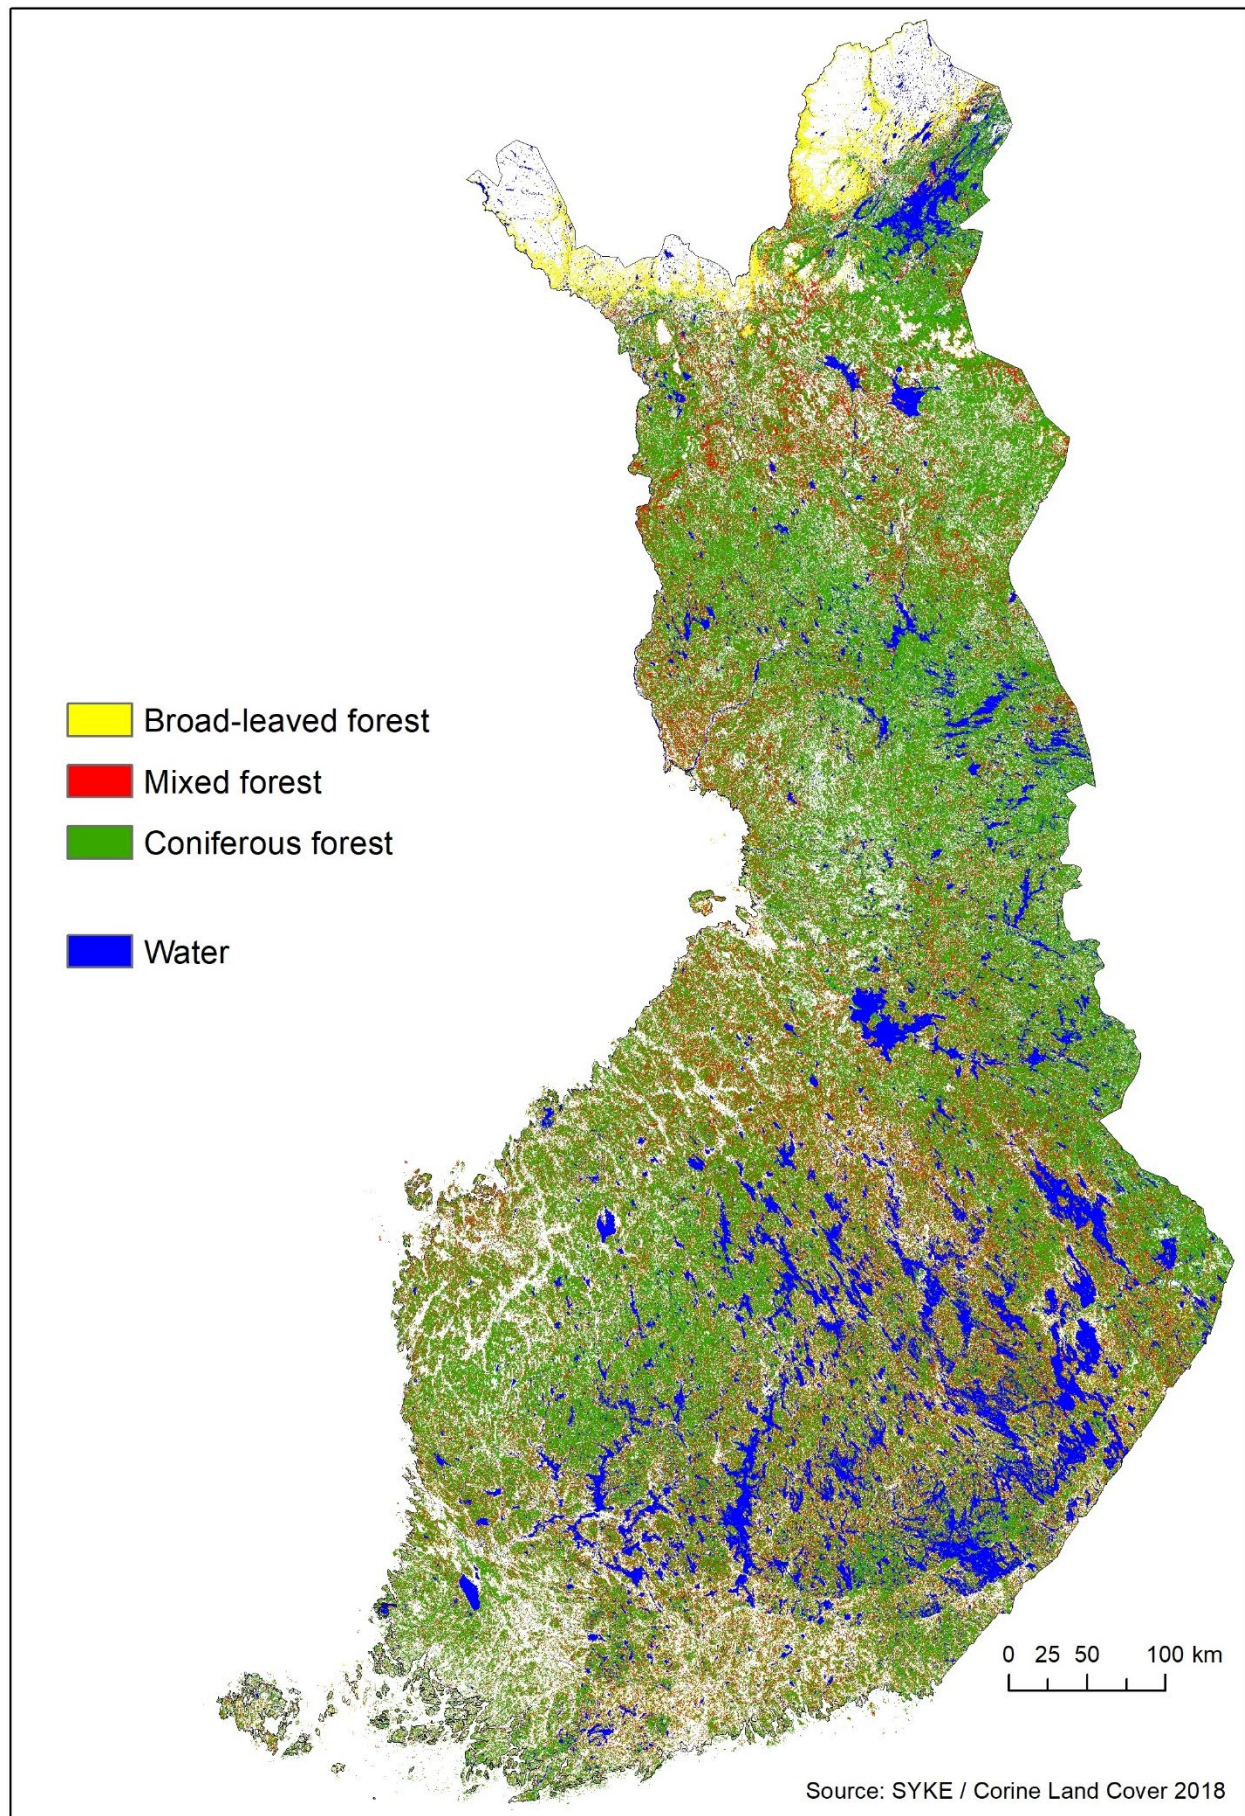 Broad-leaved forest
Mixed forest
Coniferous forest
Water
0 25 50 100 km
Source: SYKE / Corine Land Cover 2018